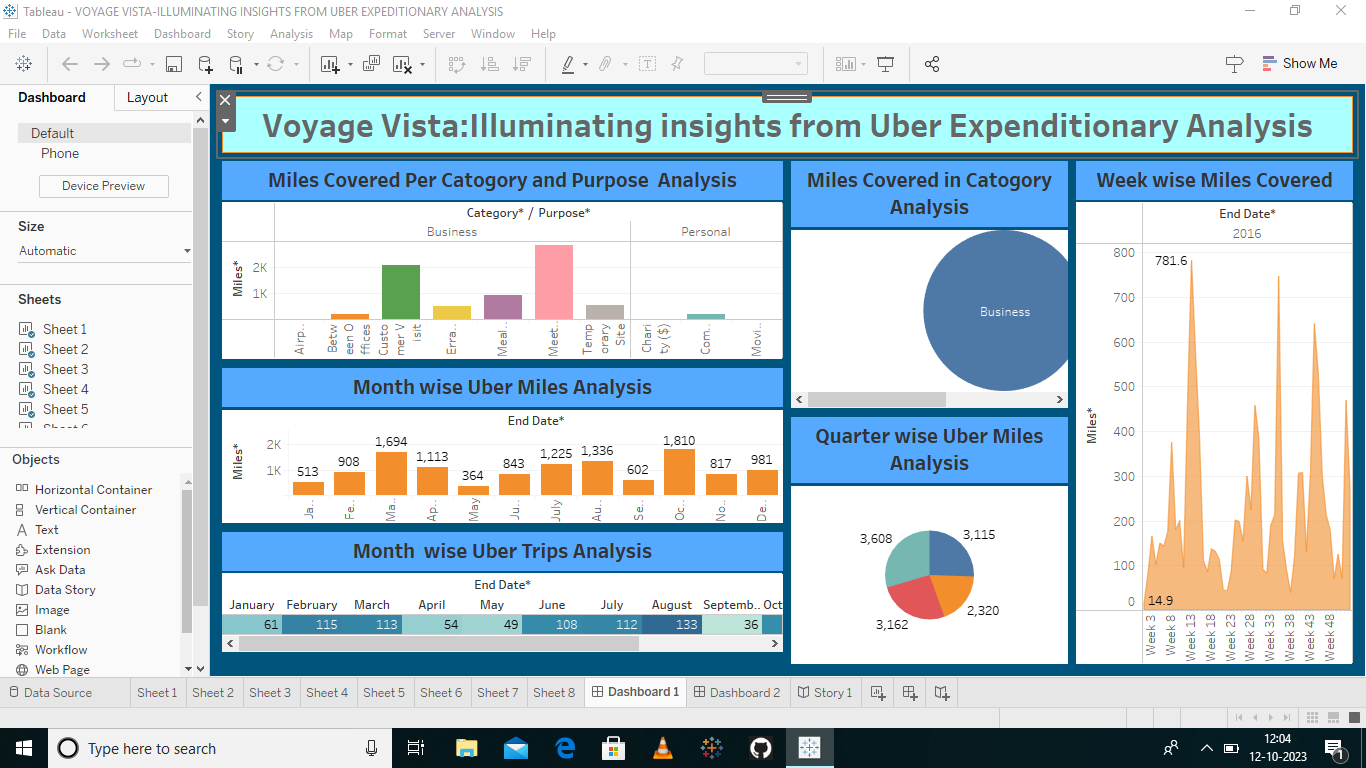 Tableau - VOYAGE VISTA-ILLUMINATING INSIGHTS FROM UBER EXPEDITIONARY ANALYSIS
File Data Worksheet Dashboard Story Analysis Map Format Server Window Help
Show Me
Dashboard Layout
Default
Phone
Device Preview
Size
Automatic
Sheets
Sheet 1
Sheet 2
Sheet 3
Sheet 4
Sheet 5
Objects
Horizontal Container
Vertical Container
Text
Extension
Ask Data
Data Story
Image
Blank
Workflow
Web Page
Voyage Vista:Illuminating insights from Uber Expenditionary Analysis
Miles Covered Per Catogory and Purpose Analysis
Category* / Purpose*
Business Personal
Miles*
2K
1K
Airp..
Betw
een O
ffices
Custo
mer V
isit
Erra..
Meal..
Meet..
Temp
orary
Site
Chari
ty ($)
Com..
Movi..
Month wise Uber Miles Analysis
End Date*
Miles*
2K
1K
513 908 1,694 1,113 364 843 1,225 1,336 602 1,810 817 981
Ja.. Fe.. Ma.. Ap.. May Ju.. July Au.. Se.. Oc.. No.. De..
Month wise Uber Trips Analysis
End Date*
January February March April May June July August Septemb.. Oct
61 115 113 54 49 108 112 133 36
Miles Covered in Catogory
Analysis
Business
Quarter wise Uber Miles
Analysis
3,608 3,115
3,162 2,320
Week wise Miles Covered
End Date*
2016
Miles*
800
700
600
500
400
300
200
100
0
781.6
14.9
Week 3 Week 8 Week 13 Week 18 Week 23 Week 28 Week 33 Week 38 Week 43 Week 48
Data Source Sheet 1 Sheet 2 Sheet 3 Sheet 4 Sheet 5 Sheet 6 Sheet 7 Sheet 8 Dashboard 1 Dashboard 2 Story 1
Type here to search
12:04
12-10-2023
1